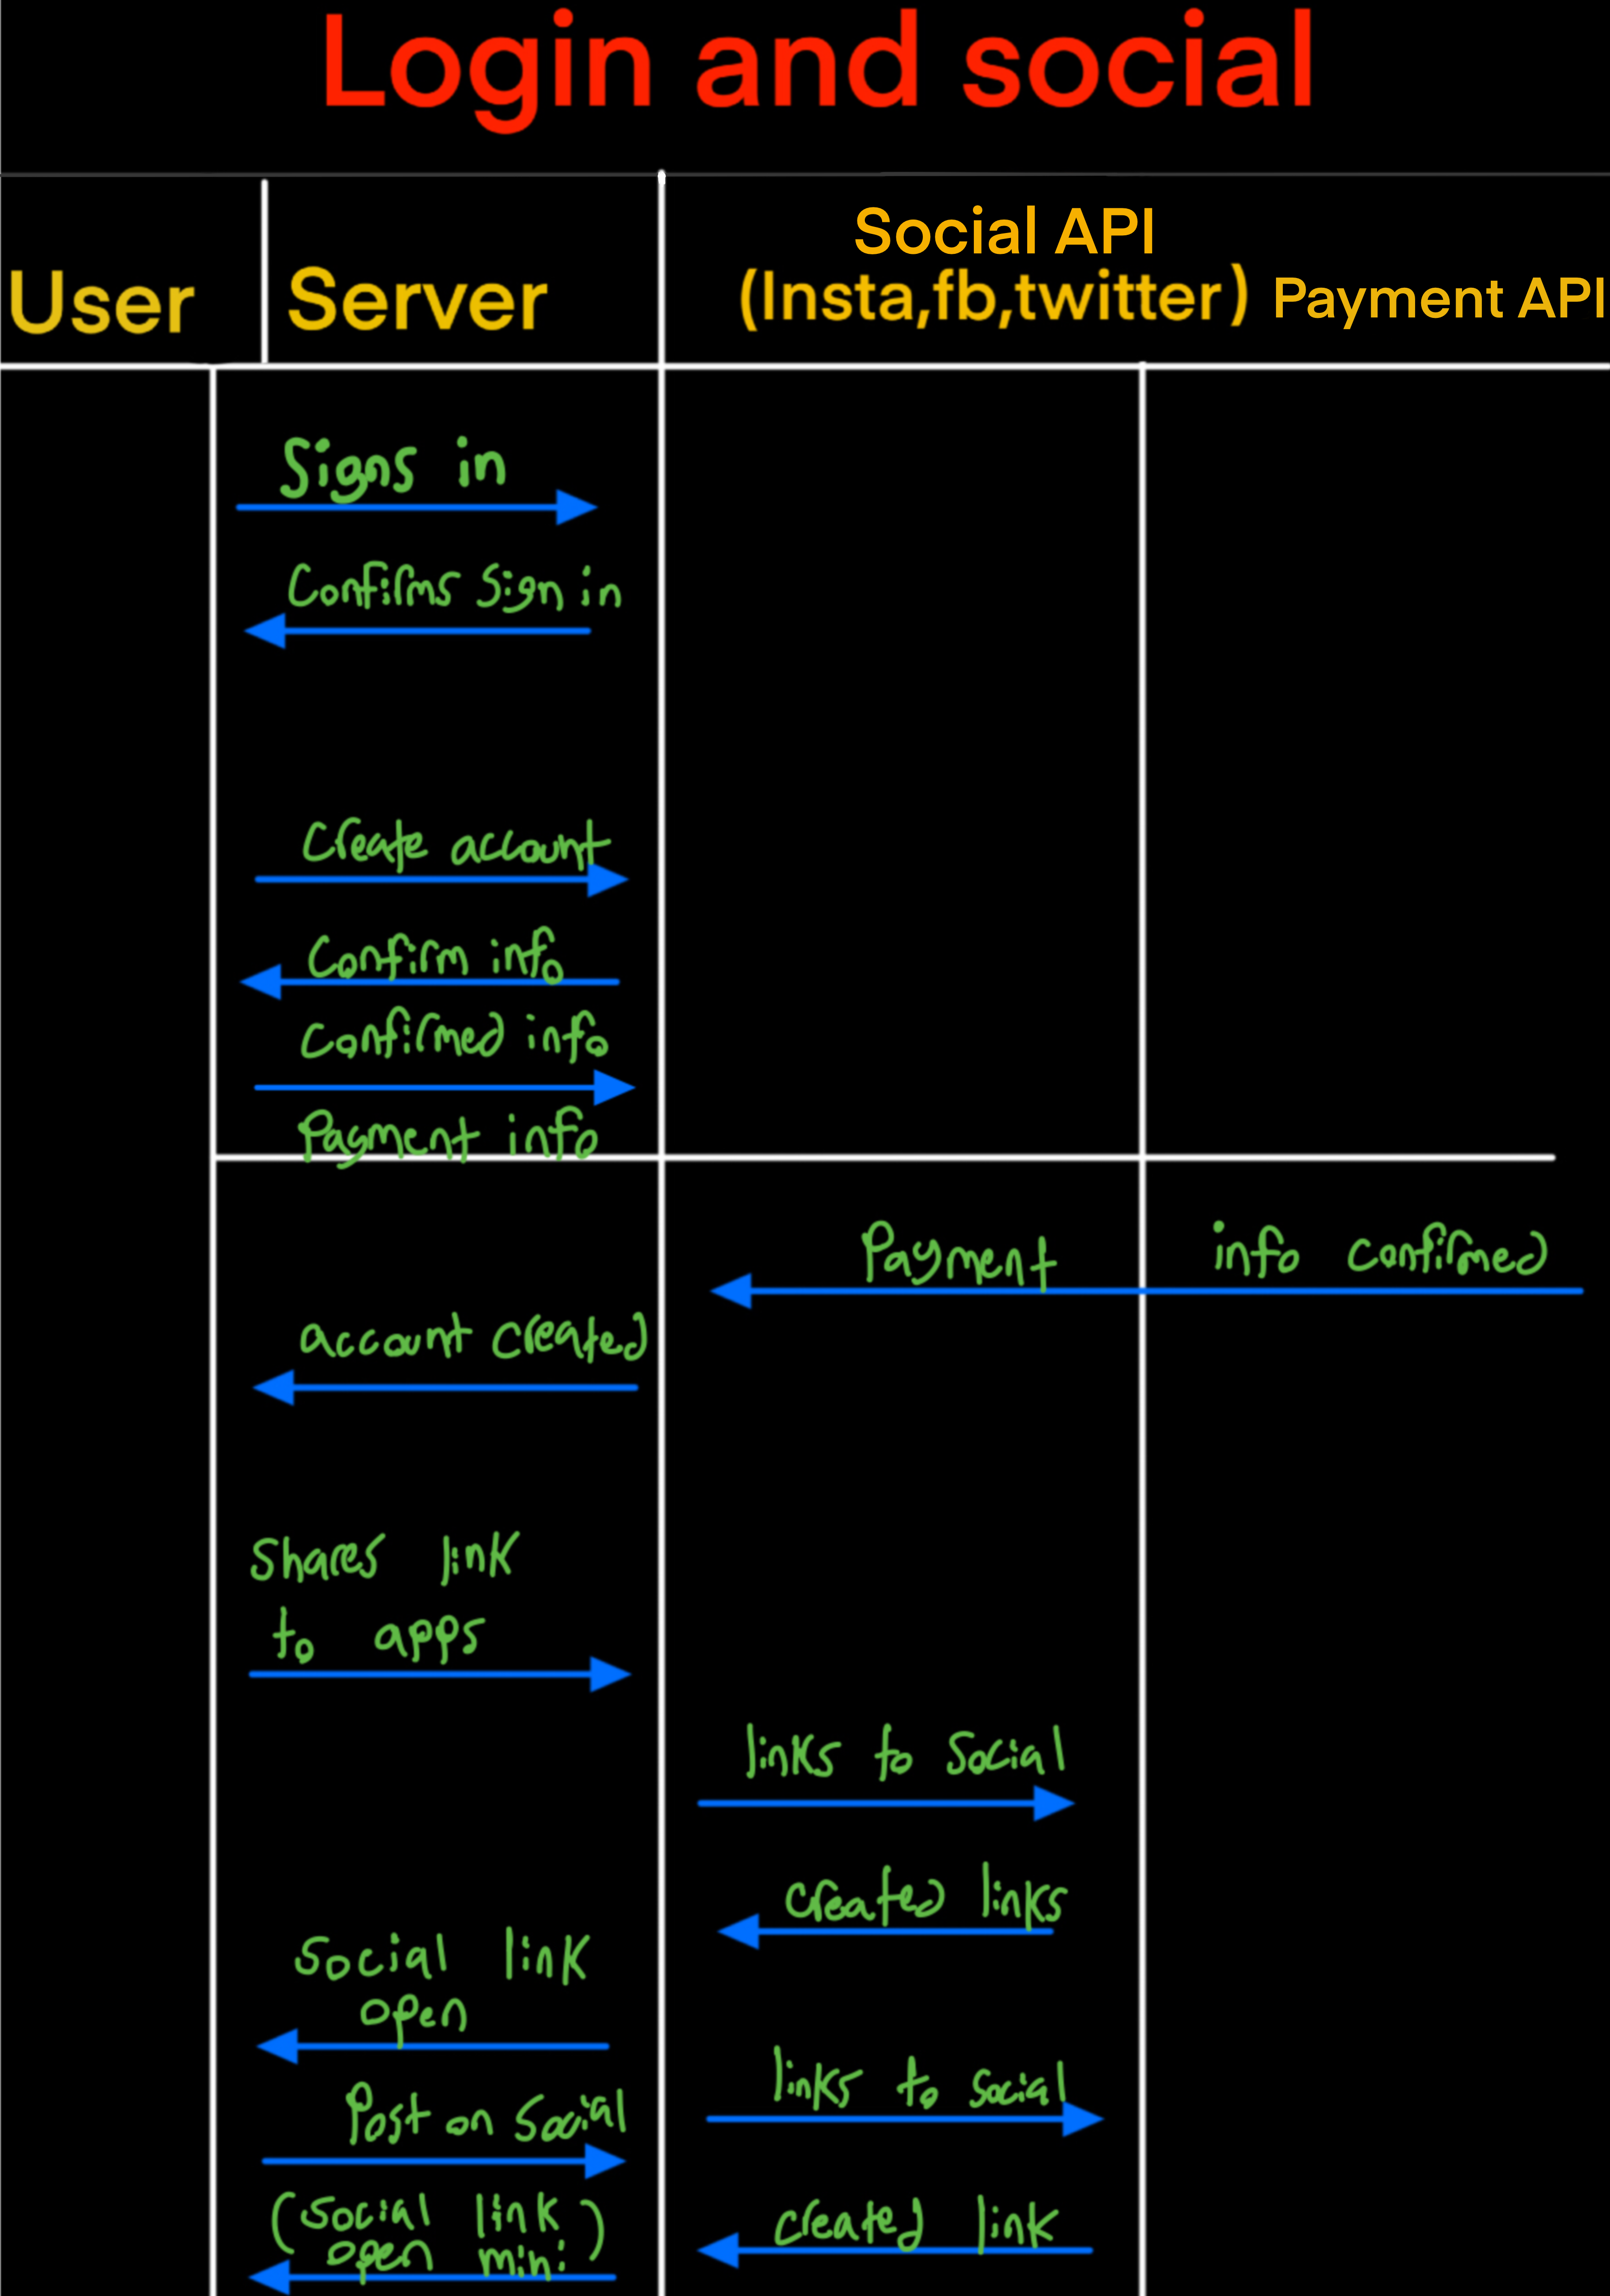 Login and social
Social API
User Server (Insta,fb,twitter) Payment API
Signs in
Confirms Sign in
Create account
Confirm info
Confirmed info
Payment info
Payment info confirmed
account created
Shares link
to apps
links to Social
created links
Social link
open
links to social
Post on Social
(Social link
open mini)
created link